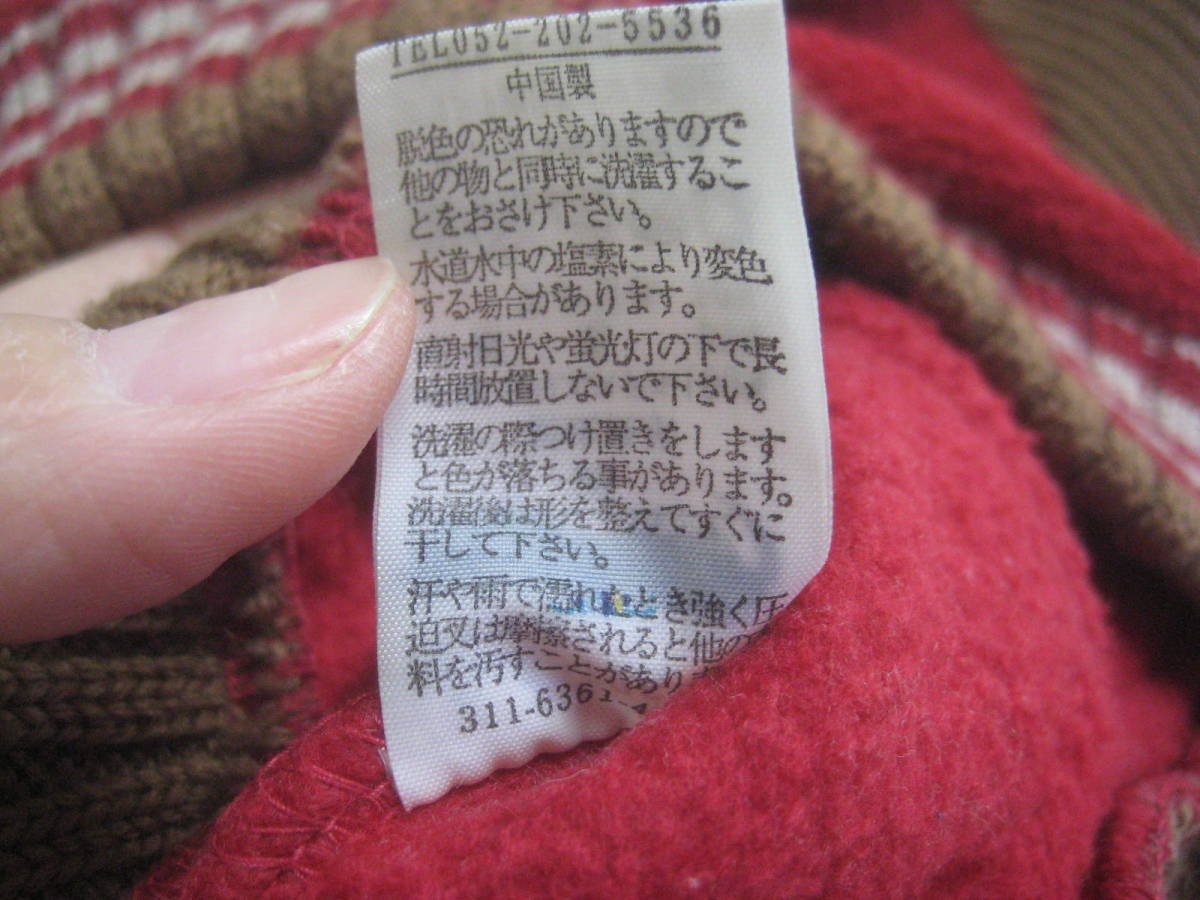 TEL052-202-5536
中国製
脱色の恐れがありますので
他の物と同時に洗濯するこ
とをおさけ下さい。
水道水中の塩素により変色
する場合があります。
直射日光や蛍光灯の下で長
時間放置しないで下さい。
洗濯の際つけ置きをします
と色が落ちる事があります。
洗濯後は形を整えてすぐに
干して下さい。
汗や雨で濡れたとき強く圧
迫又は摩擦されると他の
料を汚すことがあり
311-6361